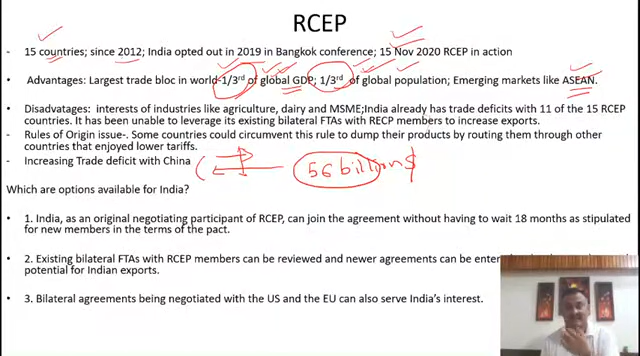 RCEP
- 15 countries; since 2012; India opted out in 2019 in Bangkok conference; 15 Nov 2020 RCEP in action
- Advantages: Largest trade bloc in world-1/3rd of global GDP; 1/3rd of global population; Emerging markets like ASEAN.
- Disadvatages: interests of industries like agriculture, dairy and MSME;India already has trade deficits with 11 of the 15 RCEP
countries. It has been unable to leverage its existing bilateral FTAs with RECP members to increase exports.
- Rules of Origin issue-. Some countries could circumvent this rule to dump their products by routing them through other
countries that enjoyed lower tariffs.
- Increasing Trade deficit with China
56 billion $
Which are options available for India?
• 1. India, as an original negotiating participant of RCEP, can join the agreement without having to wait 18 months as stipulated
for new members in the terms of the pact.
• 2. Existing bilateral FTAs with RCEP members can be reviewed and newer agreements can be
potential for Indian exports.
• 3. Bilateral agreements being negotiated with the US and the EU can also serve India's interest.